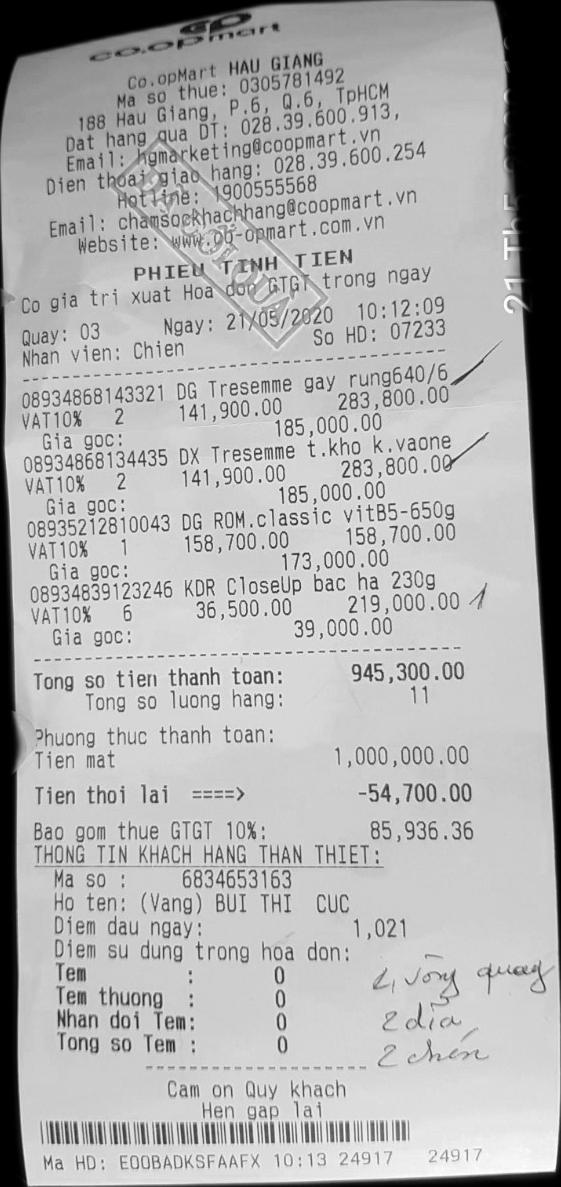 co.opmart
Co.opMart HAU GIANG
Ma so thue: 0305781492
188 Hau Giang, P.6, Q.6, TpHCM
Dat hang qua DT: 028.39.600.913,
Email: hgmarketing@coopmart.vn
Dien thoai giao hang: 028.39.600.254
Hotline: 1900555568
Email: chamsockhachhang@coopmart.vn
Website: www.co-opmart.com.vn
ĐÃ ĐỔI QUÀ
PHIEU TINH TIEN
Co gia tri xuat Hoa don GTGT trong ngay
Quay: 03 Ngay: 21/05/2020 10:12:09
Nhan vien: Chien So HD: 07233
08934868143321 DG Tresemme gay rung640/6
VAT10% 2 141,900.00 283,800.00
Gia goc: 185,000.00
08934868134435 DX Tresemme t.kho k.vaone
VAT10% 2 141,900.00 283,800.00
Gia goc: 185,000.00
08935212810043 DG ROM.classic vitB5-650g
VAT10% 1 158,700.00 158,700.00
Gia goc: 173,000.00
08934839123246 KDR CloseUp bac ha 230g
VAT10% 6 36,500.00 219,000.00
Gia goc: 39,000.00
Tong so tien thanh toan: 945,300.00
Tong so luong hang: 11
Phuong thuc thanh toan:
Tien mat 1,000,000.00
Tien thoi lai ====> -54,700.00
Bao gom thue GTGT 10%: 85,936.36
THONG TIN KHACH HANG THAN THIET:
Ma so : 6834653163
Ho ten: (Vang) BUI THI CUC
Diem dau ngay: 1,021
Diem su dung trong hoa don:
Tem : 0
Tem thuong : 0
Nhan doi Tem: 0
Tong so Tem : 0
vòng quay
2 dĩa
2 chén
Cam on Quy khach
Hen gap lai
Ma HD: E00BADKSFAAFX 10:13 24917 24917
21 Th5